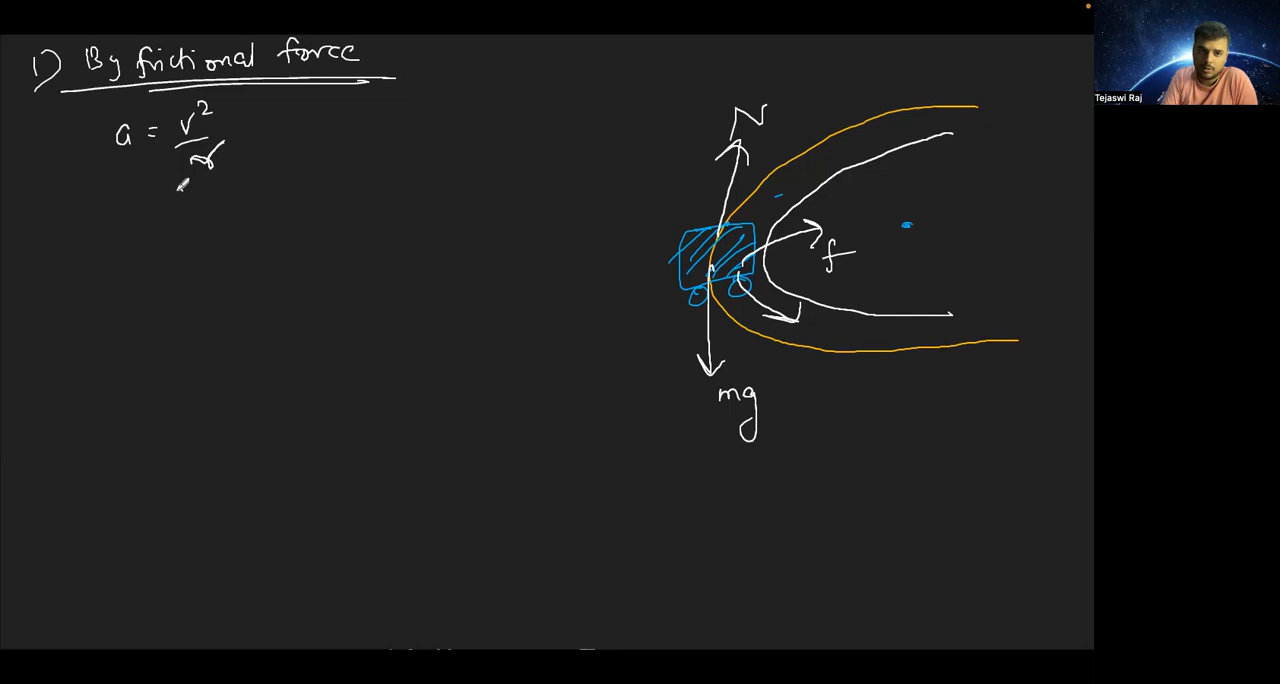 1) By frictional force
a = v²/r
N
f
mg
Tejaswi Raj